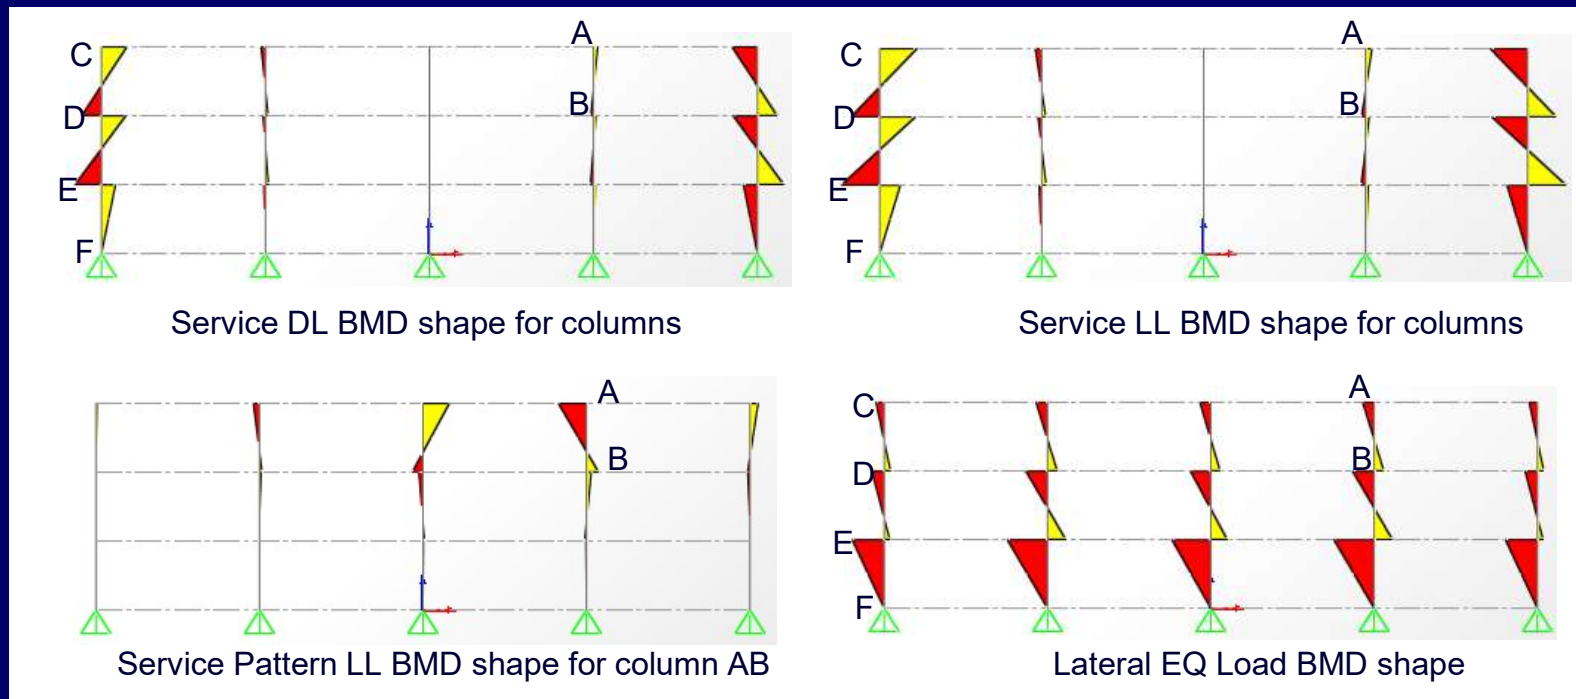 A
C
D
B
E
F
Service DL BMD shape for columns
A
C
D
B
E
F
Service LL BMD shape for columns
A
B
Service Pattern LL BMD shape for column AB
A
C
B
D
E
F
Lateral EQ Load BMD shape